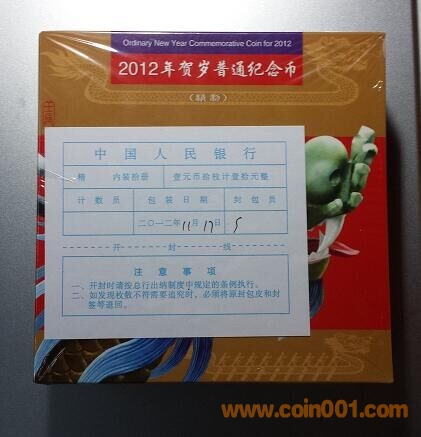 Ordinary New Year Commemorative Coin for 2012
2012年贺岁普通纪念币
中国人民银行
精 内装拾册 壹元币拾枚计壹拾元整
计数员 包装日期 封包员
二〇一二年11月17日 5
开 封 线
注意事项
一、开封时请按总行出纳制度中规定的条例执行。
二、如发现枚数不符需要追究时，必须将原封包皮和封
签等退回。
www.coin001.com